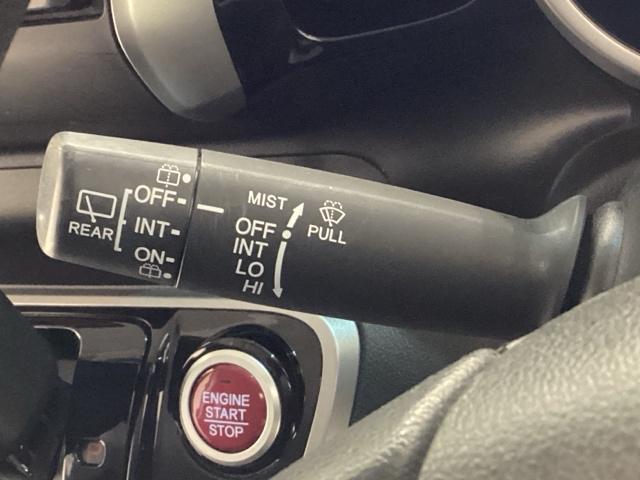 REAR
OFF-
INT-
ON-
MIST
OFF
INT
LO
HI
PULL
ENGINE
START
STOP